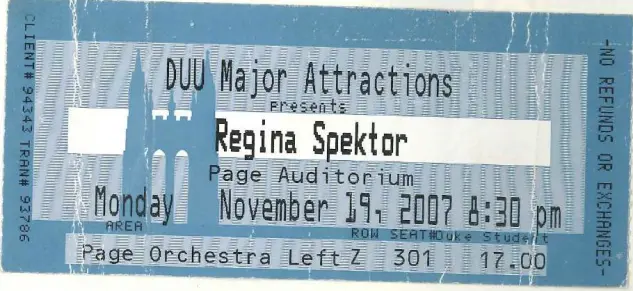 CLIENT# 94343 TRAN# 93786
DUU Major Attractions
Presents
Regina Spektor
Page Auditorium
Monday November 19, 2007 8:30 pm
AREA ROW SEAT#Duke Student
Page Orchestra Left Z 301 17.00
-NO REFUNDS OR EXCHANGES-